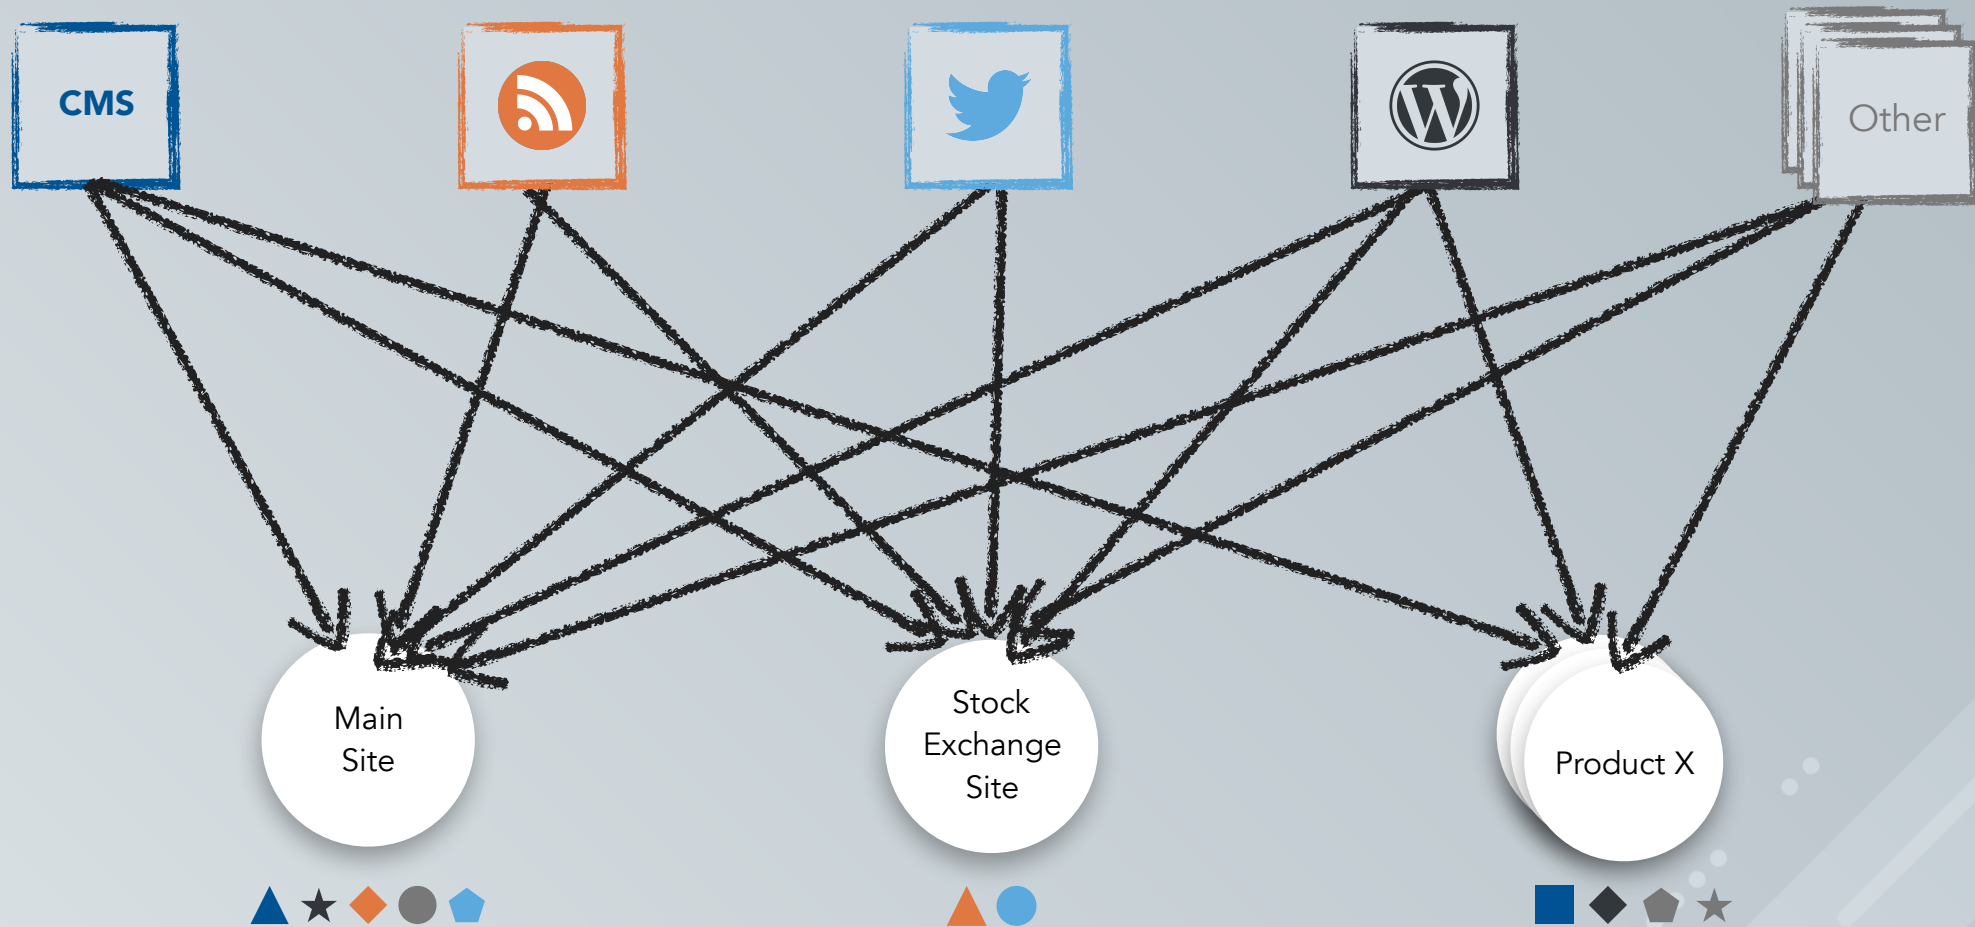 CMS
Other
Main
Site
Stock
Exchange
Site
Product X